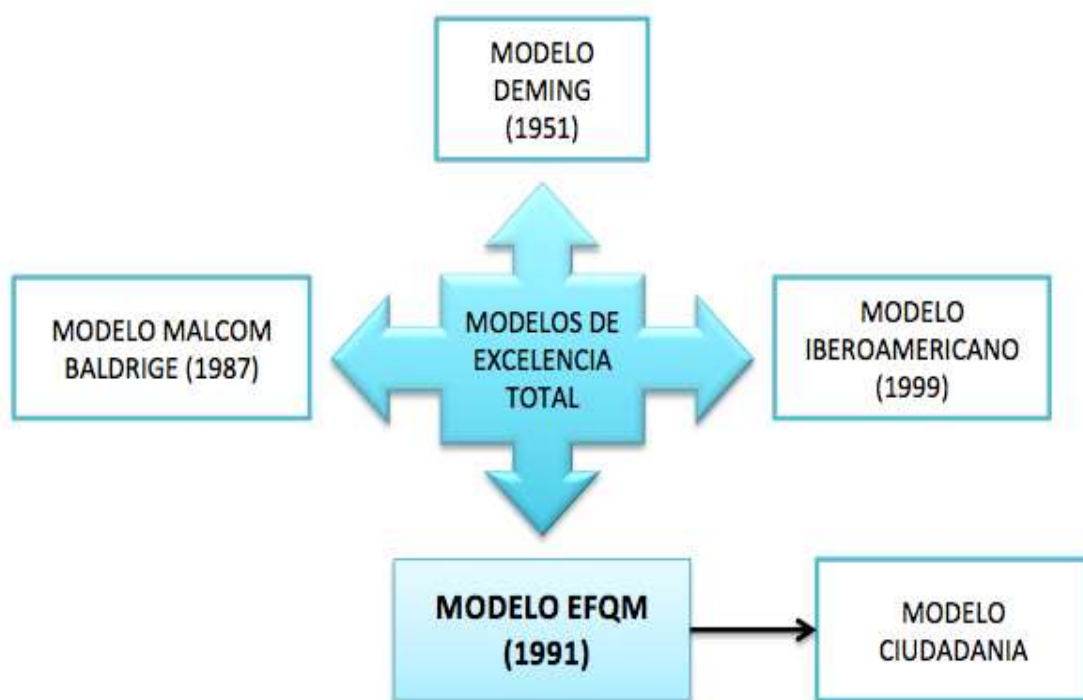 MODELO
DEMING
(1951)
MODELO MALCOM
BALDRIGE (1987)
MODELOS DE
EXCELENCIA
TOTAL
MODELO
IBEROAMERICANO
(1999)
MODELO EFQM
(1991)
MODELO
CIUDADANIA